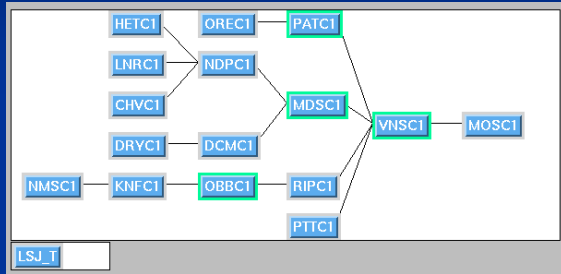 HETC1 OREC1 PATC1
LNRC1 NDPC1
CHVC1 MDSC1
VNSC1 MOSC1
DRYC1 DCMC1
NMSC1 KNFC1 OBBC1 RIPC1
PTTC1
LSJ_T